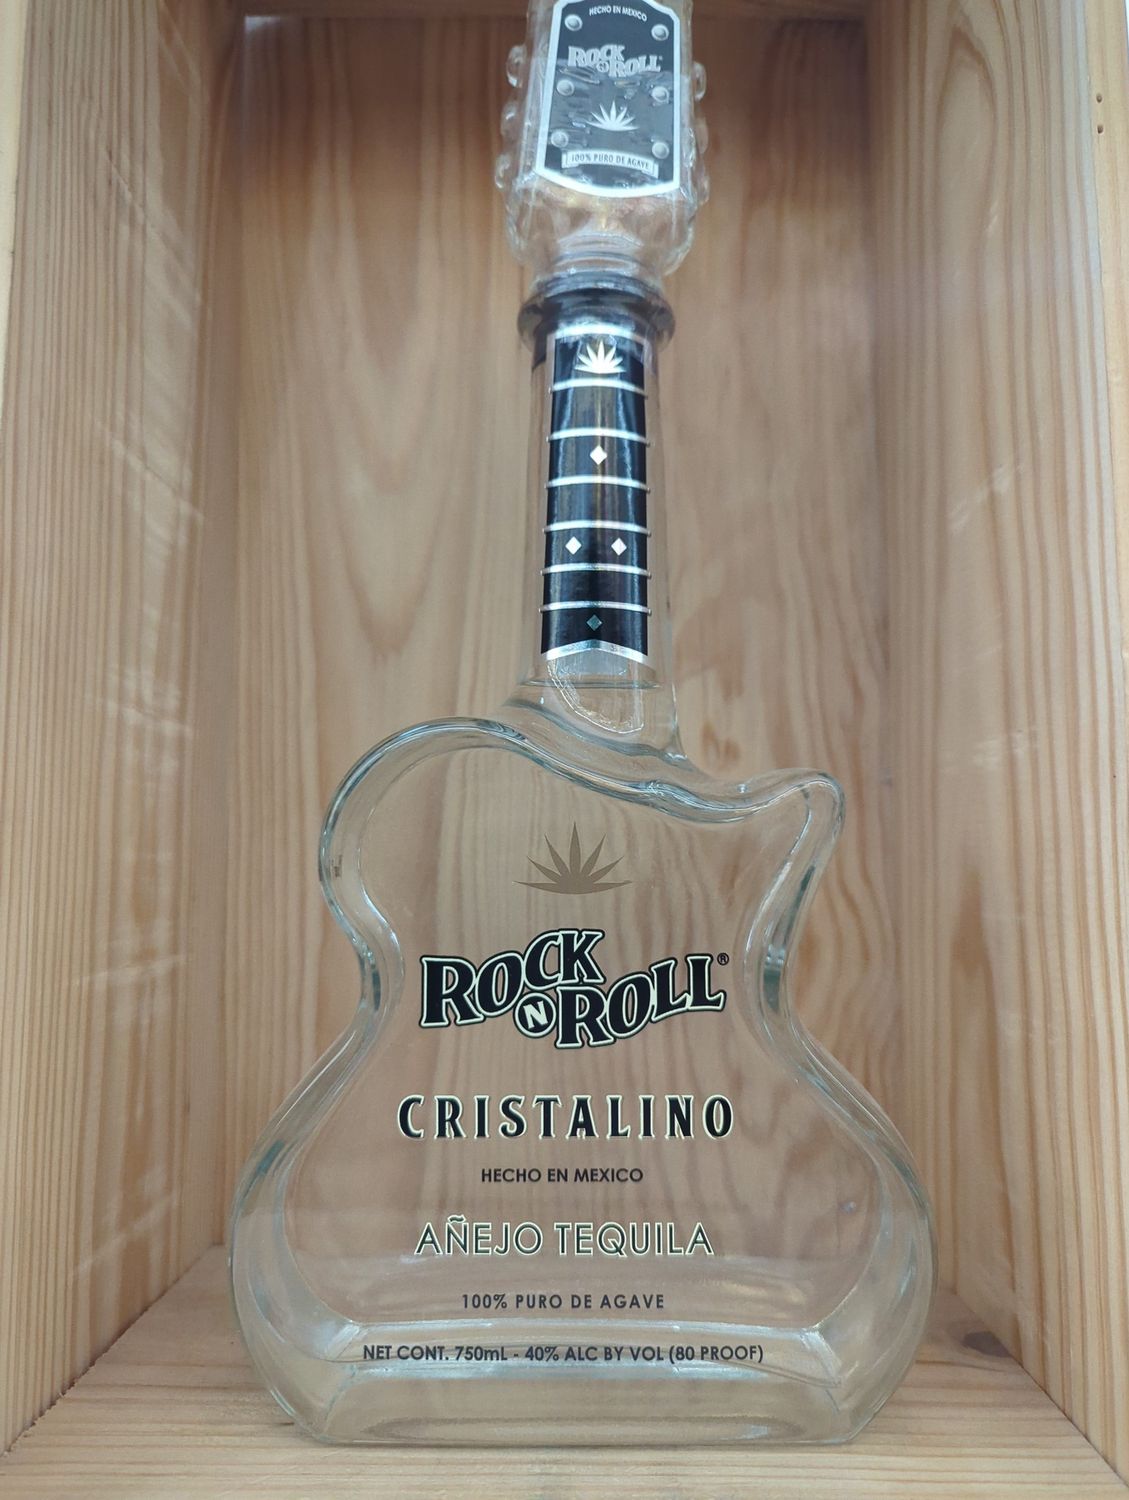 HECHO EN MEXICO
ROCK N ROLL
100% PURO DE AGAVE
ROCK N ROLL®
CRISTALINO
HECHO EN MEXICO
AÑEJO TEQUILA
100% PURO DE AGAVE
NET CONT. 750mL - 40% ALC BY VOL (80 PROOF)